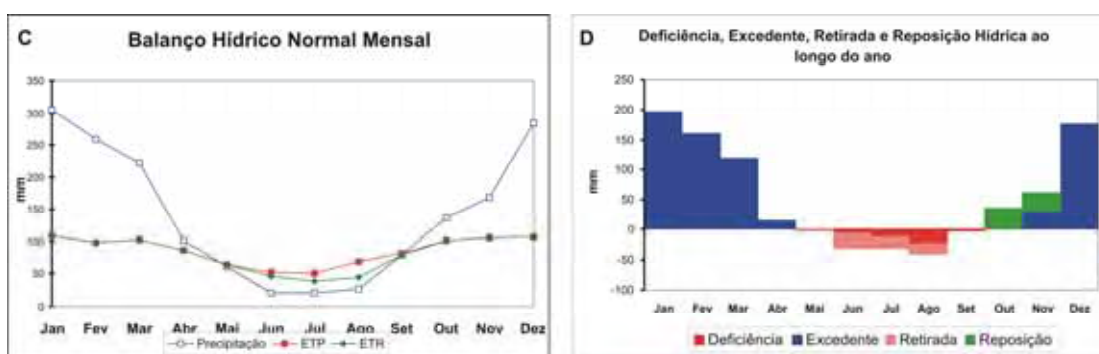 C
Balanço Hídrico Normal Mensal
350
300
250
200
150
100
50
0
mm
Jan Fev Mar Abr Mai Jun Jul Ago Set Out Nov Dez
Precipitação ETP ETR
D
Deficiência, Excedente, Retirada e Reposição Hídrica ao
longo do ano
250
200
150
100
50
0
-50
-100
mm
Jan Fev Mar Abr Mai Jun Jul Ago Set Out Nov Dez
Deficiência Excedente Retirada Reposição